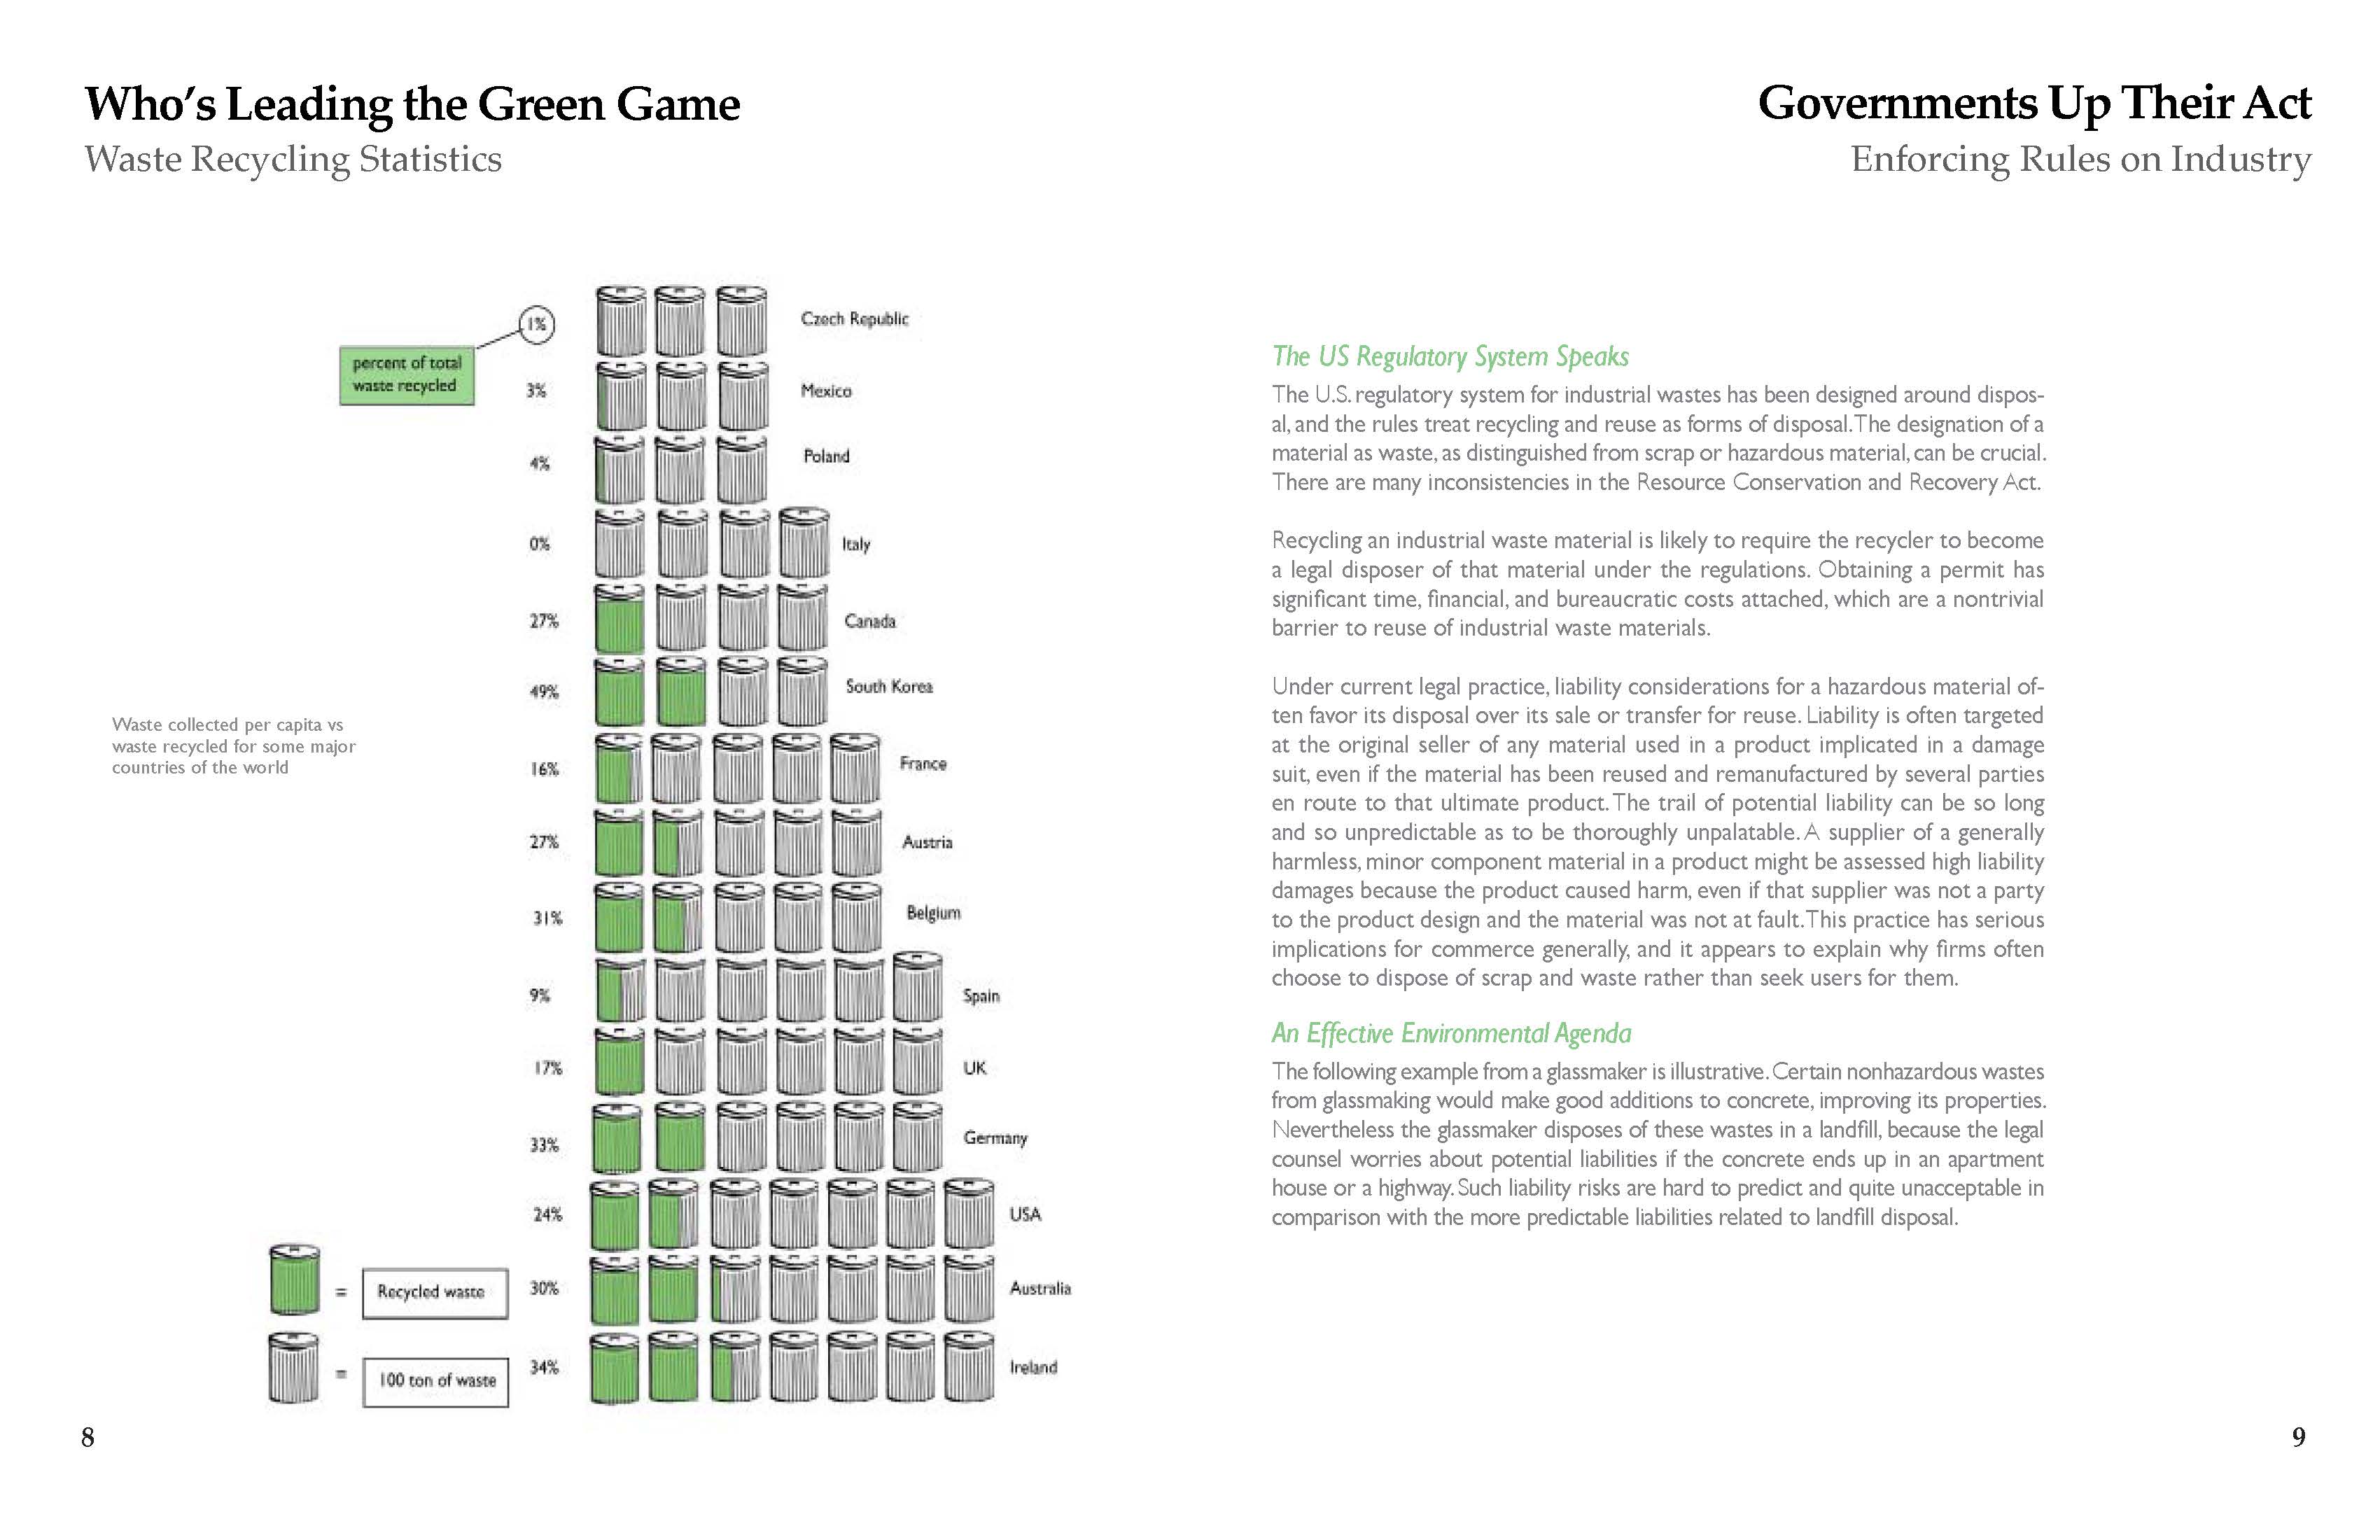 Who's Leading the Green Game
Waste Recycling Statistics
1%
Czech Republic
percent of total
waste recycled
3%
Mexico
4%
Poland
0%
Italy
27%
Canada
49%
South Korea
Waste collected per capita vs
waste recycled for some major
countries of the world
16%
France
27%
Austria
31%
Belgium
9%
Spain
17%
UK
33%
Germany
24%
USA
= Recycled waste
30%
Australia
= 100 ton of waste
34%
Ireland
8
Governments Up Their Act
Enforcing Rules on Industry
The US Regulatory System Speaks
The U.S. regulatory system for industrial wastes has been designed around dispos-
al, and the rules treat recycling and reuse as forms of disposal. The designation of a
material as waste, as distinguished from scrap or hazardous material, can be crucial.
There are many inconsistencies in the Resource Conservation and Recovery Act.
Recycling an industrial waste material is likely to require the recycler to become
a legal disposer of that material under the regulations. Obtaining a permit has
significant time, financial, and bureaucratic costs attached, which are a nontrivial
barrier to reuse of industrial waste materials.
Under current legal practice, liability considerations for a hazardous material of-
ten favor its disposal over its sale or transfer for reuse. Liability is often targeted
at the original seller of any material used in a product implicated in a damage
suit, even if the material has been reused and remanufactured by several parties
en route to that ultimate product. The trail of potential liability can be so long
and so unpredictable as to be thoroughly unpalatable. A supplier of a generally
harmless, minor component material in a product might be assessed high liability
damages because the product caused harm, even if that supplier was not a party
to the product design and the material was not at fault. This practice has serious
implications for commerce generally, and it appears to explain why firms often
choose to dispose of scrap and waste rather than seek users for them.
An Effective Environmental Agenda
The following example from a glassmaker is illustrative. Certain nonhazardous wastes
from glassmaking would make good additions to concrete, improving its properties.
Nevertheless the glassmaker disposes of these wastes in a landfill, because the legal
counsel worries about potential liabilities if the concrete ends up in an apartment
house or a highway. Such liability risks are hard to predict and quite unacceptable in
comparison with the more predictable liabilities related to landfill disposal.
9